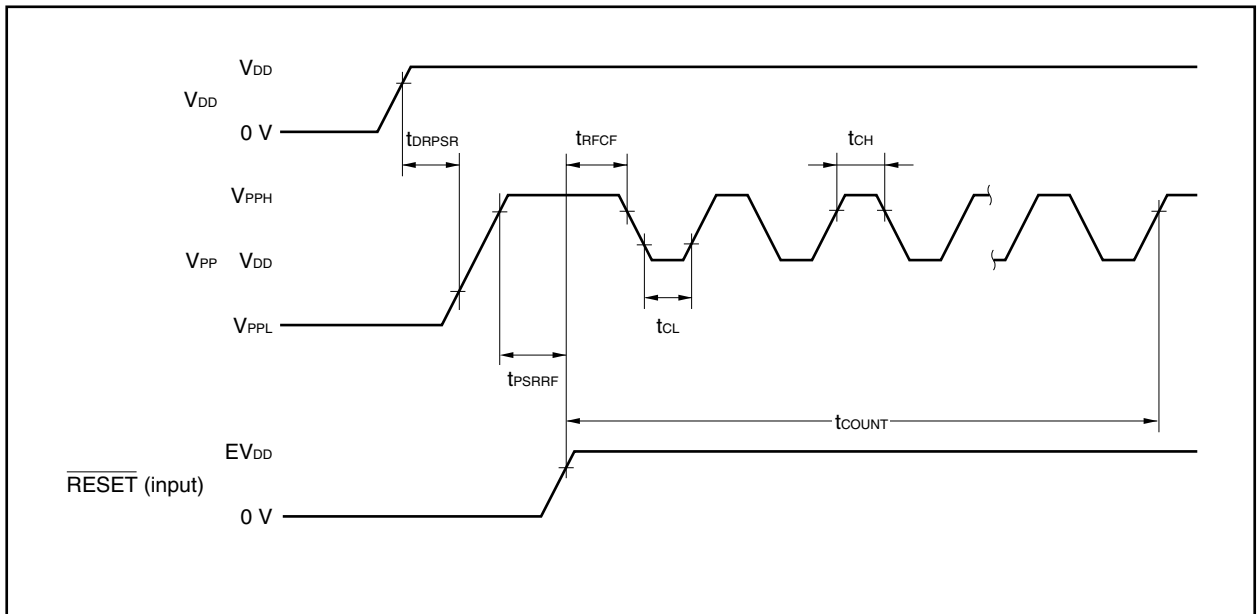 VDD
VDD
0 V
tDRPSR
tRFCF
tCH
VPPH
VPP VDD
VPPL
tCL
tPSRRF
tCOUNT
EVDD
RESET (input)
0 V